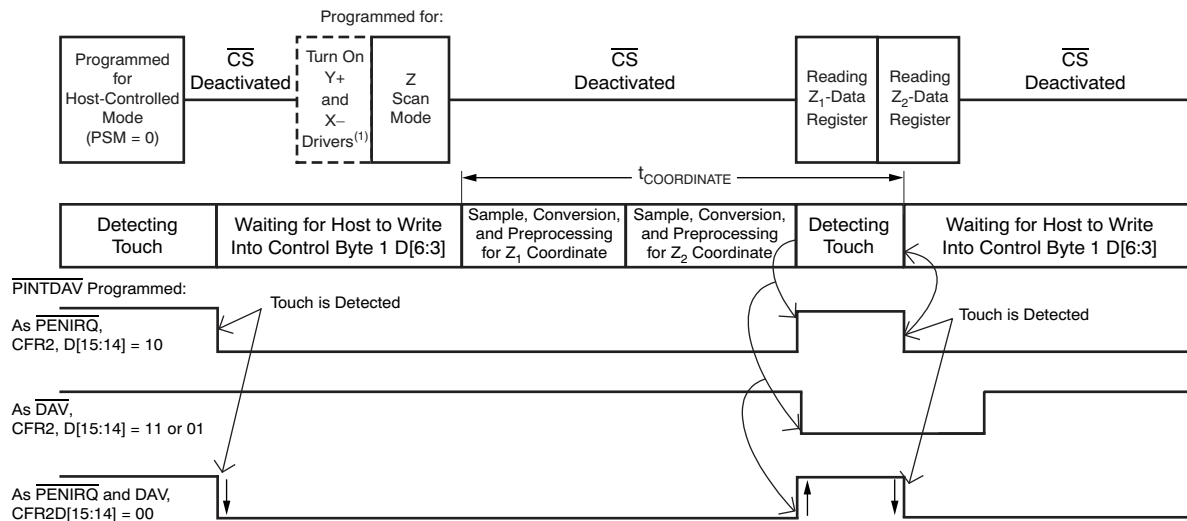 Programmed for:
Programmed
for
Host-Controlled
Mode
(PSM = 0)
CS
Deactivated
Turn On
Y+
and
X–
Drivers(1)
Z
Scan
Mode
CS
Deactivated
Reading
Z1-Data
Register
Reading
Z2-Data
Register
CS
Deactivated
tCOORDINATE
Detecting
Touch
Waiting for Host to Write
Into Control Byte 1 D[6:3]
Sample, Conversion,
and Preprocessing
for Z1 Coordinate
Sample, Conversion,
and Preprocessing
for Z2 Coordinate
Detecting
Touch
Waiting for Host to Write
Into Control Byte 1 D[6:3]
PINTDAV Programmed:
Touch is Detected
Touch is Detected
As PENIRQ,
CFR2, D[15:14] = 10
As DAV,
CFR2, D[15:14] = 11 or 01
As PENIRQ and DAV,
CFR2D[15:14] = 00